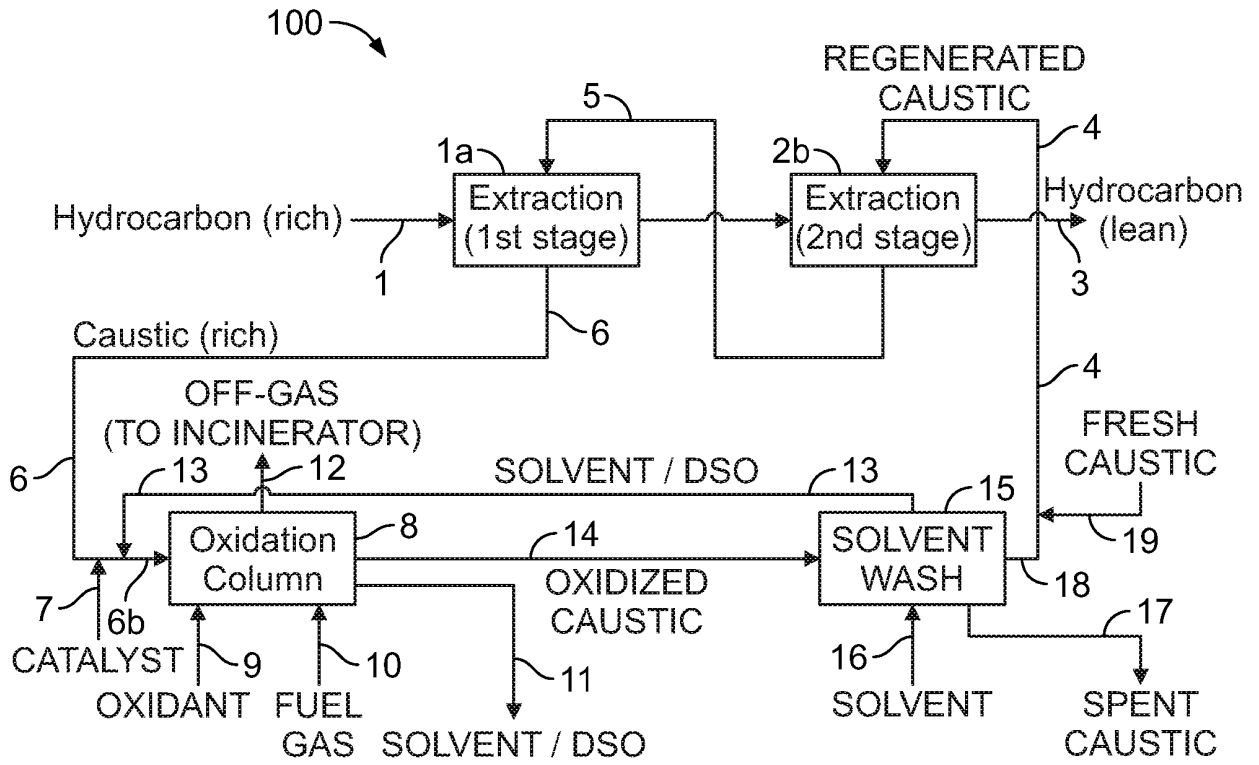 100
REGENERATED
CAUSTIC
5
4
1a
2b
Hydrocarbon (rich)
Extraction
(1st stage)
Extraction
(2nd stage)
Hydrocarbon
(lean)
1
3
6
Caustic (rich)
4
OFF-GAS
(TO INCINERATOR)
FRESH
CAUSTIC
6
13
12
SOLVENT / DSO
13
15
8
19
Oxidation
Column
14
SOLVENT
WASH
OXIDIZED
CAUSTIC
18
7
6b
17
CATALYST
9
10
11
16
OXIDANT
FUEL
GAS
SOLVENT / DSO
SOLVENT
SPENT
CAUSTIC